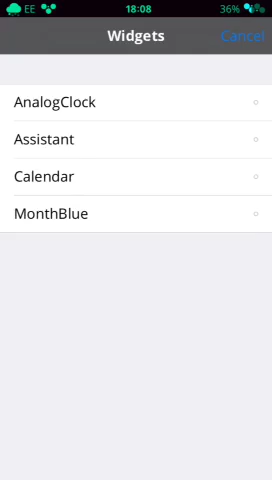 EE 18:08 36%
Widgets Cancel
AnalogClock
Assistant
Calendar
MonthBlue